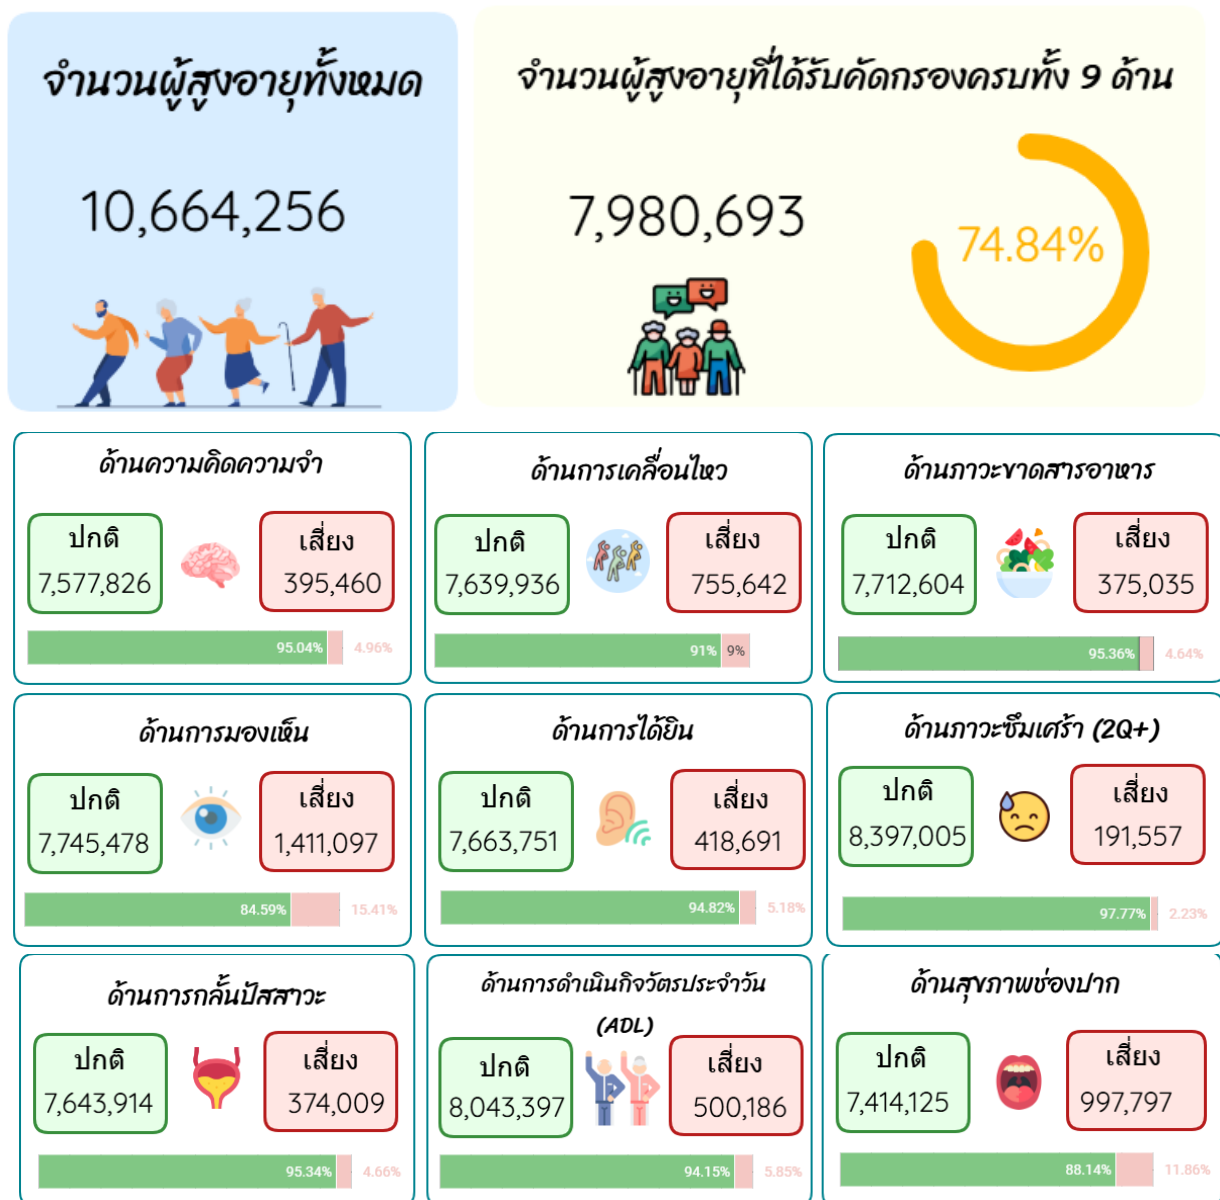 จำนวนผู้สูงอายุทั้งหมด
10,664,256
จำนวนผู้สูงอายุที่ได้รับคัดกรองครบทั้ง 9 ด้าน
7,980,693
74.84%
ด้านความคิดความจำ
ปกติ
7,577,826
เสี่ยง
395,460
95.04%
4.96%
ด้านการเคลื่อนไหว
ปกติ
7,639,936
เสี่ยง
755,642
91%
9%
ด้านภาวะขาดสารอาหาร
ปกติ
7,712,604
เสี่ยง
375,035
95.36%
4.64%
ด้านการมองเห็น
ปกติ
7,745,478
เสี่ยง
1,411,097
84.59%
15.41%
ด้านการได้ยิน
ปกติ
7,663,751
เสี่ยง
418,691
94.82%
5.18%
ด้านภาวะซึมเศร้า (2Q+)
ปกติ
8,397,005
เสี่ยง
191,557
97.77%
2.23%
ด้านการกลั้นปัสสาวะ
ปกติ
7,643,914
เสี่ยง
374,009
95.34%
4.66%
ด้านการดำเนินกิจวัตรประจำวัน
(ADL)
ปกติ
8,043,397
เสี่ยง
500,186
94.15%
5.85%
ด้านสุขภาพช่องปาก
ปกติ
7,414,125
เสี่ยง
997,797
88.14%
11.86%